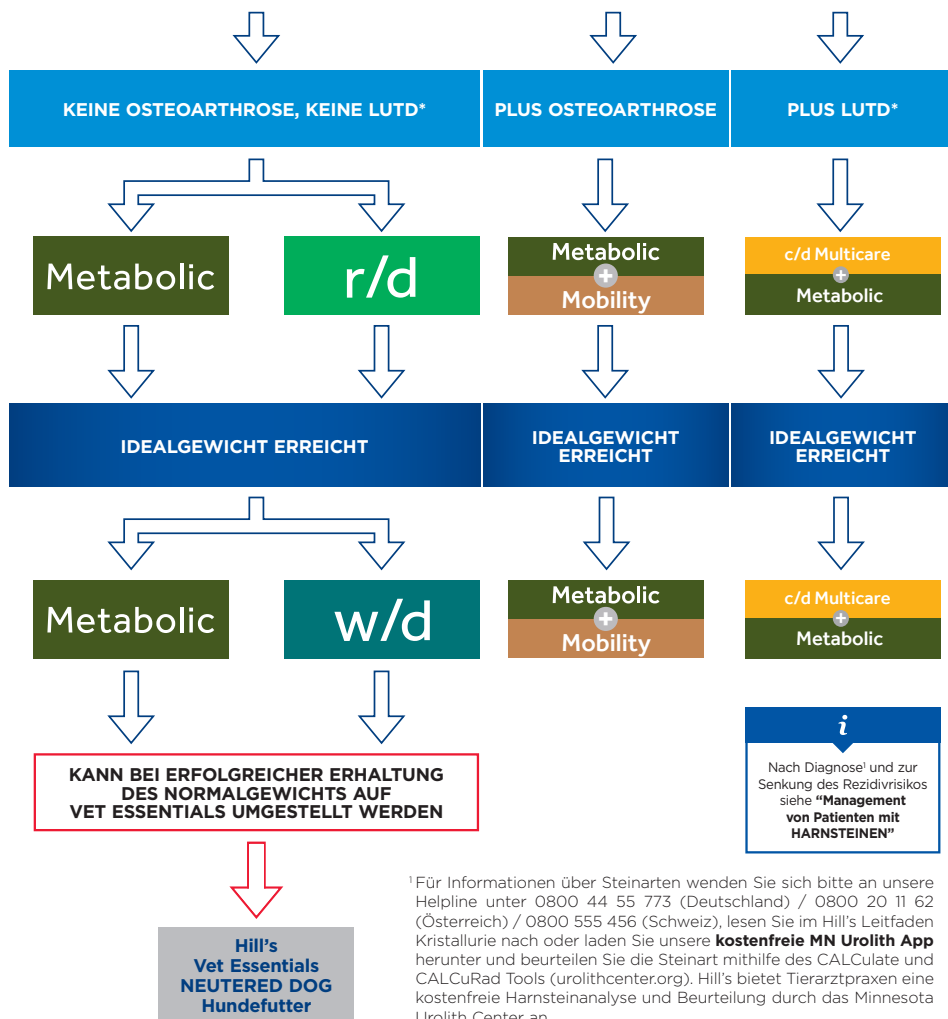 KEINE OSTEOARTHROSE, KEINE LUTD*
PLUS OSTEOARTHROSE
PLUS LUTD*
Metabolic
r/d
Metabolic
+
Mobility
c/d Multicare
+
Metabolic
IDEALGEWICHT ERREICHT
IDEALGEWICHT
ERREICHT
IDEALGEWICHT
ERREICHT
Metabolic
w/d
Metabolic
+
Mobility
c/d Multicare
+
Metabolic
KANN BEI ERFOLGREICHER ERHALTUNG
DES NORMALGEWICHTS AUF
VET ESSENTIALS UMGESTELLT WERDEN
i
Nach Diagnose¹ und zur
Senkung des Rezidivrisikos
siehe “Management
von Patienten mit
HARNSTEINEN”
Hill's
Vet Essentials
NEUTERED DOG
Hundefutter
¹ Für Informationen über Steinarten wenden Sie sich bitte an unsere
Helpline unter 0800 44 55 773 (Deutschland) / 0800 20 11 62
(Österreich) / 0800 555 456 (Schweiz), lesen Sie im Hill's Leitfaden
Kristallurie nach oder laden Sie unsere kostenfreie MN Urolith App
herunter und beurteilen Sie die Steinart mithilfe des CALCulate und
CALCuRad Tools (urolithcenter.org). Hill's bietet Tierarztpraxen eine
kostenfreie Harnsteinanalyse und Beurteilung durch das Minnesota
Urolith Center an.